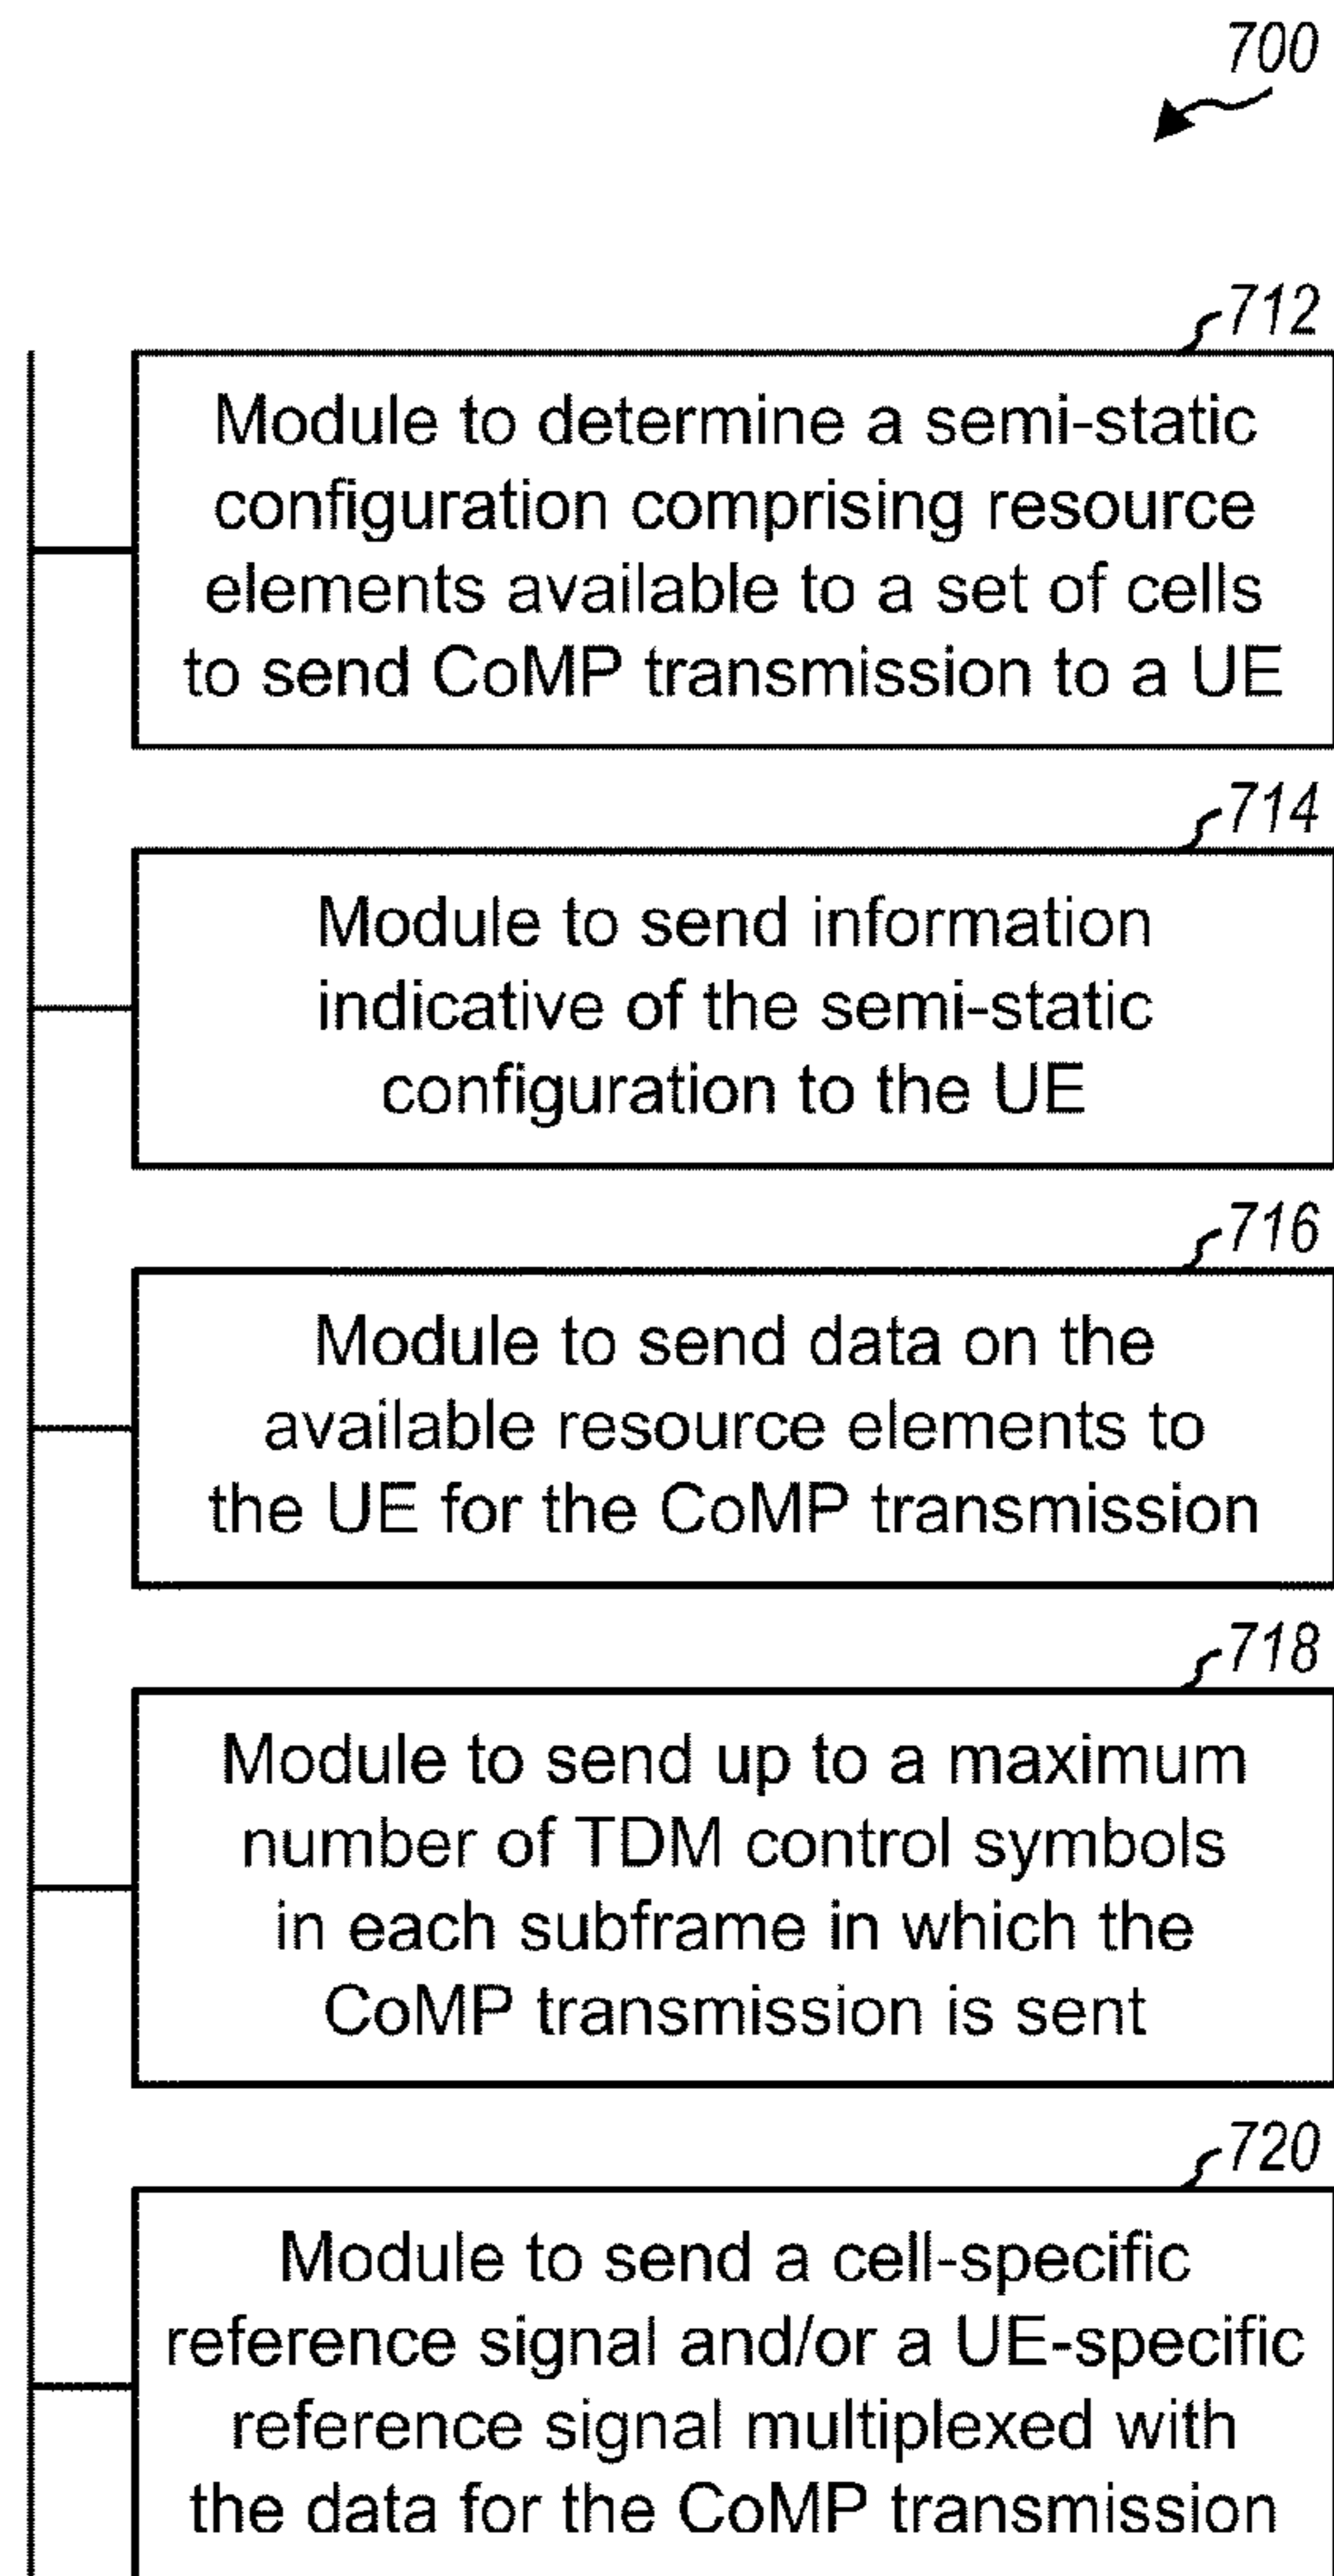 700
712
Module to determine a semi-static
configuration comprising resource
elements available to a set of cells
to send CoMP transmission to a UE
714
Module to send information
indicative of the semi-static
configuration to the UE
716
Module to send data on the
available resource elements to
the UE for the CoMP transmission
718
Module to send up to a maximum
number of TDM control symbols
in each subframe in which the
CoMP transmission is sent
720
Module to send a cell-specific
reference signal and/or a UE-specific
reference signal multiplexed with
the data for the CoMP transmission